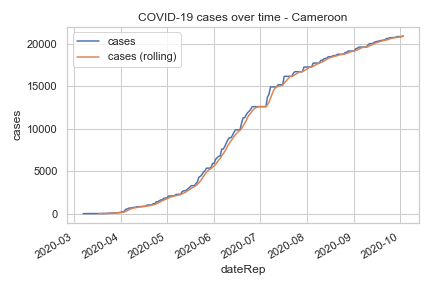 COVID-19 cases over time - Cameroon
cases
cases (rolling)
20000
15000
10000
5000
0
cases
2020-03
2020-04
2020-05
2020-06
2020-07
2020-08
2020-09
2020-10
dateRep